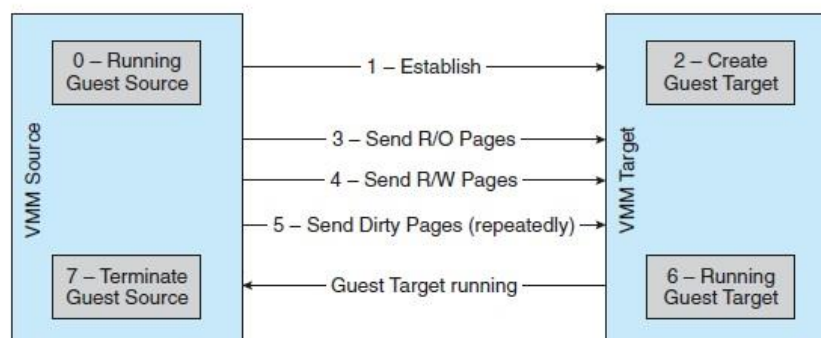 VMM Source
0 – Running
Guest Source
1 – Establish
2 – Create
Guest Target
3 – Send R/O Pages
4 – Send R/W Pages
5 – Send Dirty Pages (repeatedly)
VMM Target
7 – Terminate
Guest Source
Guest Target running
6 – Running
Guest Target